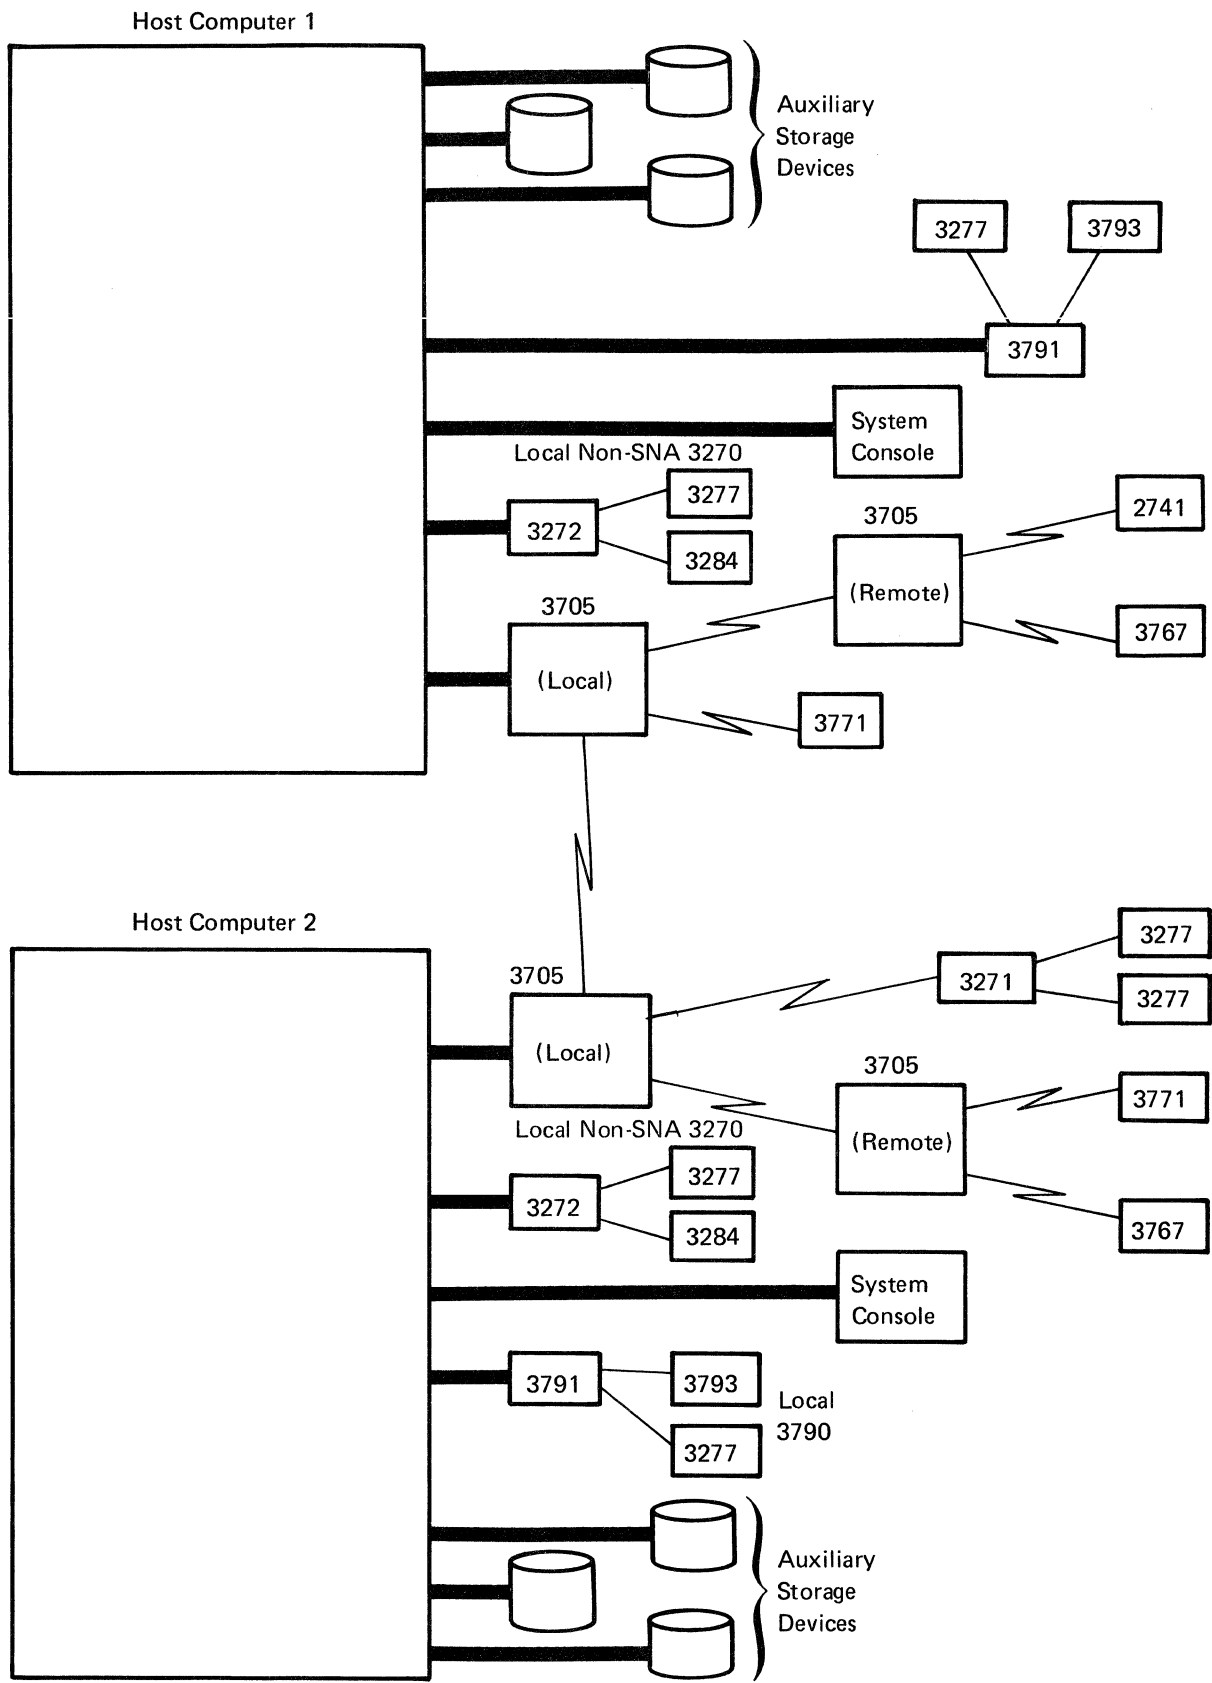 Host Computer 1
Auxiliary
Storage
Devices
3277
3793
3791
System
Console
Local Non-SNA 3270
3277
3272
3284
2741
3705
(Remote)
3767
3705
(Local)
3771
Host Computer 2
3277
3271
3277
3705
(Local)
3705
(Remote)
3771
3767
Local Non-SNA 3270
3277
3272
3284
System
Console
3791
3793
3277
Local
3790
Auxiliary
Storage
Devices